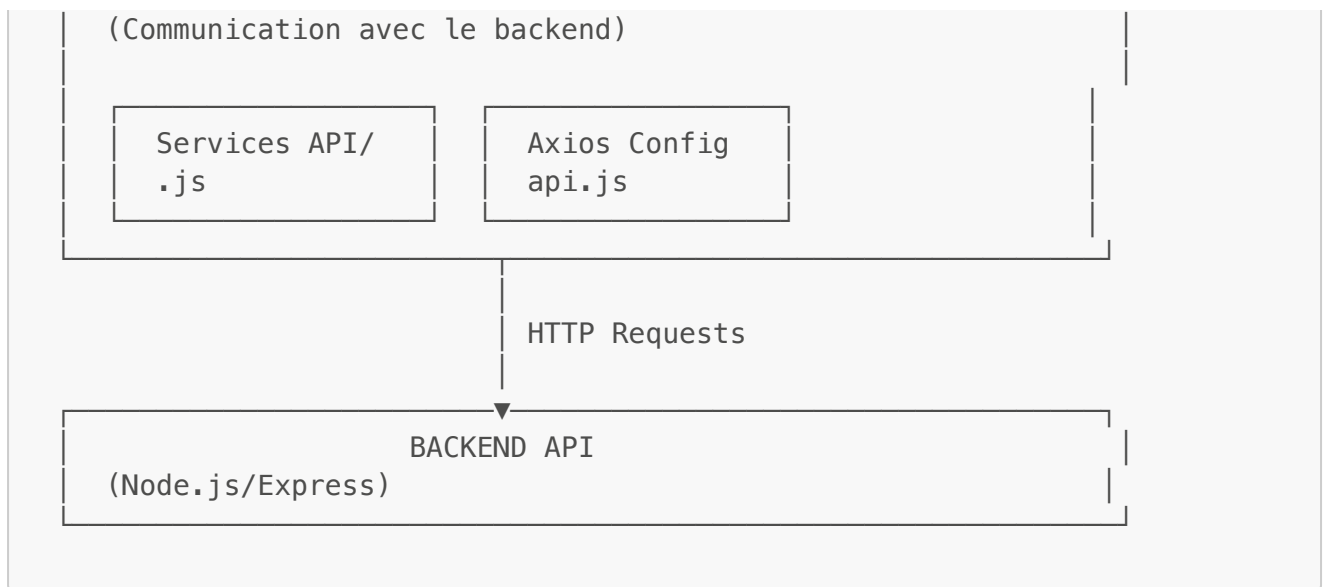 (Communication avec le backend)
Services API/ Axios Config
.js api.js
HTTP Requests
BACKEND API
(Node.js/Express)